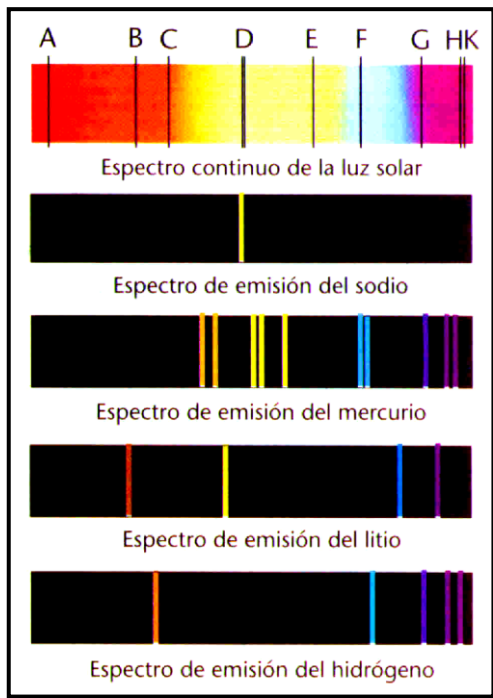 A B C D E F G H K
Espectro continuo de la luz solar
Espectro de emisión del sodio
Espectro de emisión del mercurio
Espectro de emisión del litio
Espectro de emisión del hidrógeno